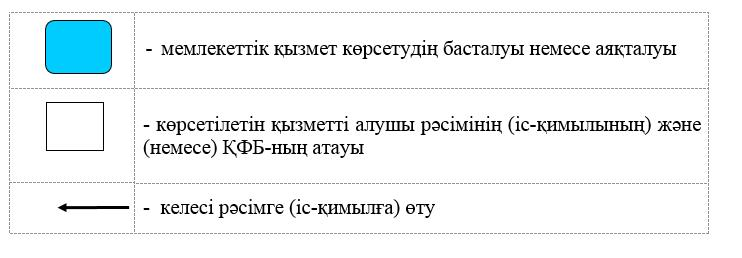 - мемлекеттік қызмет көрсетудің басталуы немесе аяқталуы
- көрсетілетін қызметті алушы рәсімінің (іс-қимылының) және
(немесе) ҚФБ-ның атауы
- келесі рәсімге (іс-қимылға) өту